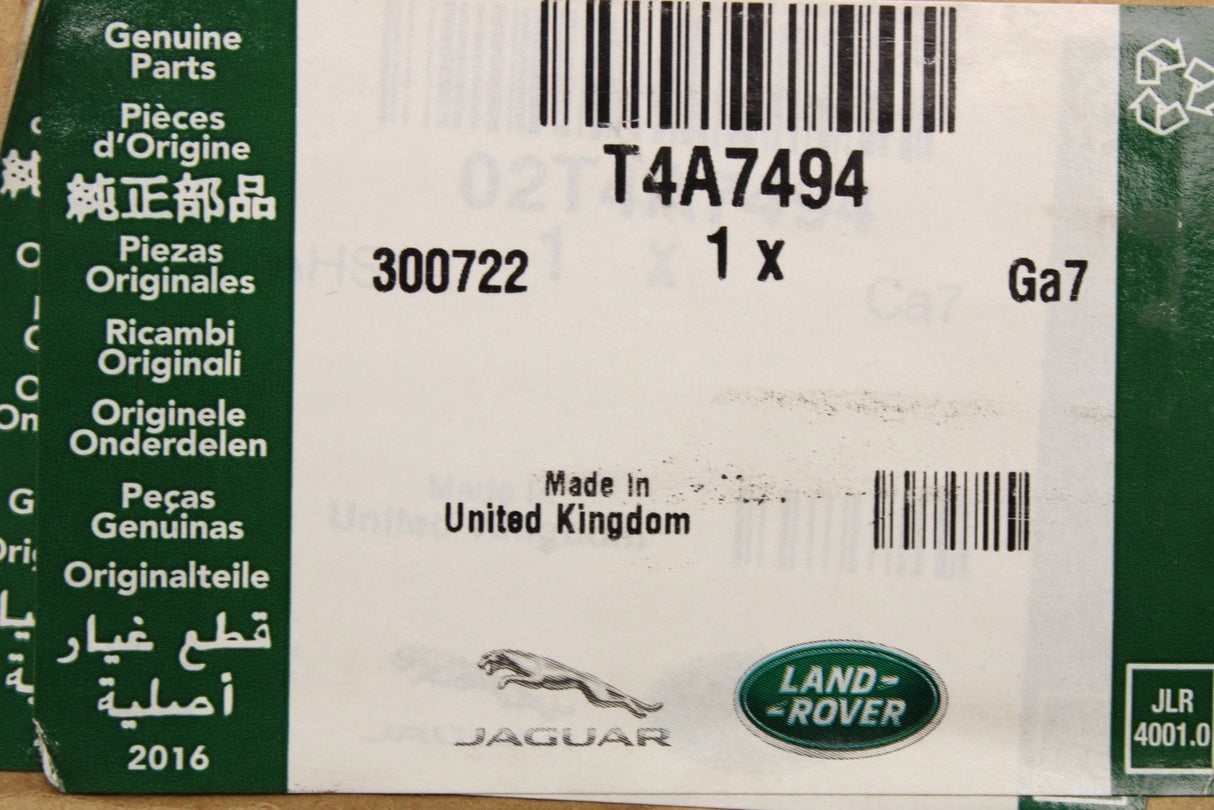 Genuine
Parts
Pièces
d'Origine
純正部品
Piezas
Originales
Ricambi
Originali
Originele
Onderdelen
Peças
Genuinas
Originalteile
قطع غيار
أصلية
2016
T4A7494
300722 1 x Ga7
Made In
United Kingdom
JAGUAR
LAND-
-ROVER
JLR
4001.0